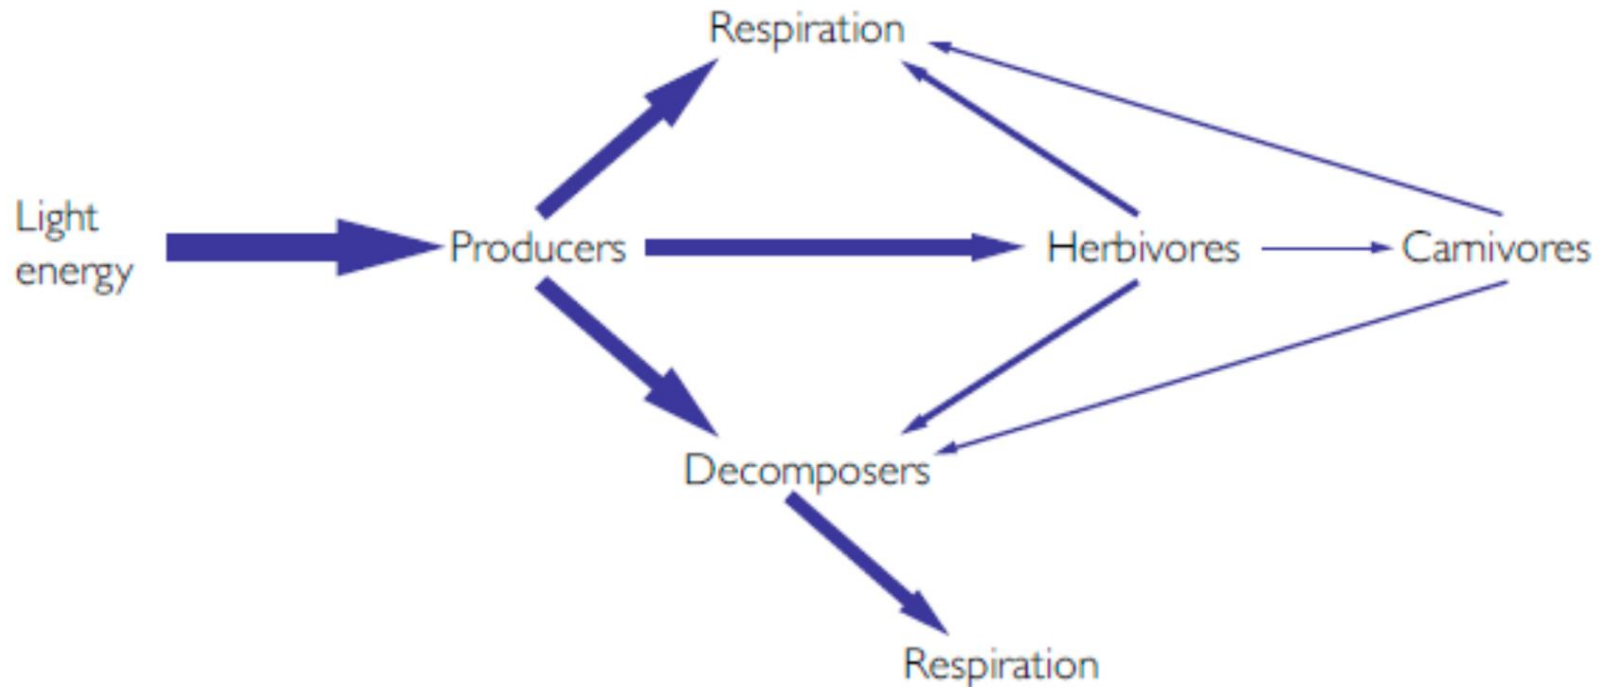 Respiration
Light
energy
Producers
Herbivores
Carnivores
Decomposers
Respiration